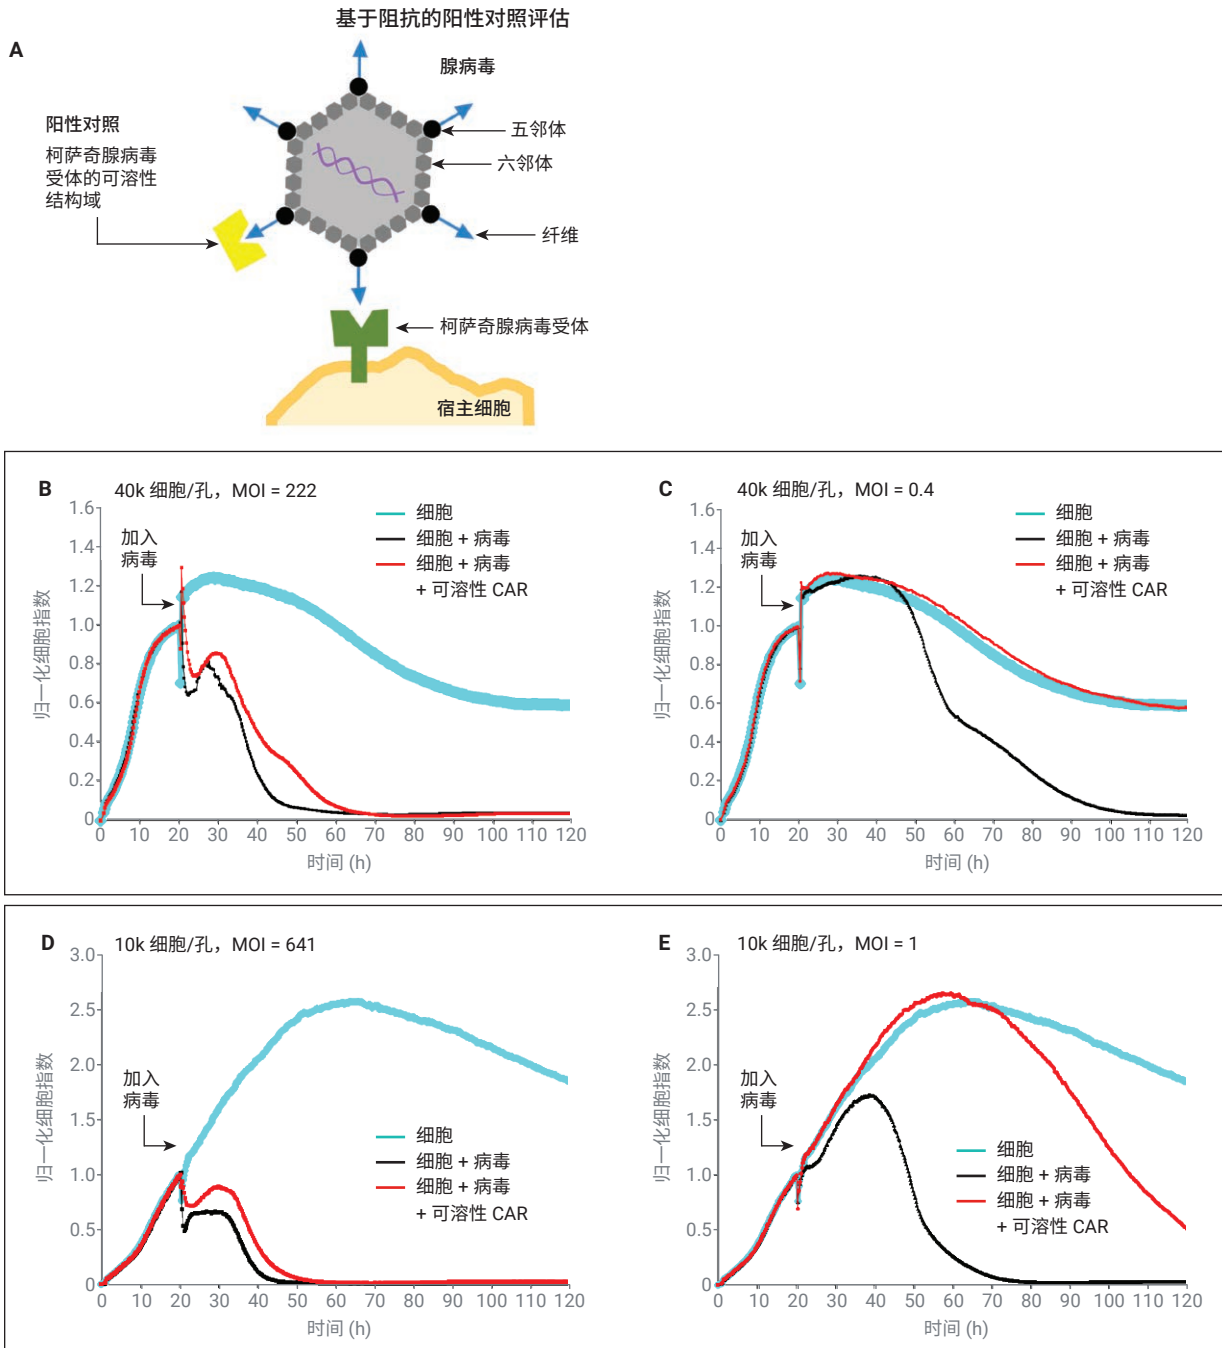 基于阻抗的阳性对照评估
A
腺病毒
阳性对照
柯萨奇腺病毒
受体的可溶性
结构域
五邻体
六邻体
纤维
柯萨奇腺病毒受体
宿主细胞
B
40k 细胞/孔，MOI = 222
细胞
细胞 + 病毒
细胞 + 病毒
+ 可溶性 CAR
加入
病毒
归一化细胞指数
1.6
1.4
1.2
1.0
0.8
0.6
0.4
0.2
0
0 10 20 30 40 50 60 70 80 90 100 110 120
时间 (h)
C
40k 细胞/孔，MOI = 0.4
细胞
细胞 + 病毒
细胞 + 病毒
+ 可溶性 CAR
加入
病毒
归一化细胞指数
1.6
1.4
1.2
1.0
0.8
0.6
0.4
0.2
0
0 10 20 30 40 50 60 70 80 90 100 110 120
时间 (h)
D
10k 细胞/孔，MOI = 641
加入
病毒
细胞
细胞 + 病毒
细胞 + 病毒
+ 可溶性 CAR
归一化细胞指数
3.0
2.5
2.0
1.5
1.0
0.5
0
0 10 20 30 40 50 60 70 80 90 100 110 120
时间 (h)
E
10k 细胞/孔，MOI = 1
加入
病毒
细胞
细胞 + 病毒
细胞 + 病毒
+ 可溶性 CAR
归一化细胞指数
3.0
2.5
2.0
1.5
1.0
0.5
0
0 10 20 30 40 50 60 70 80 90 100 110 120
时间 (h)